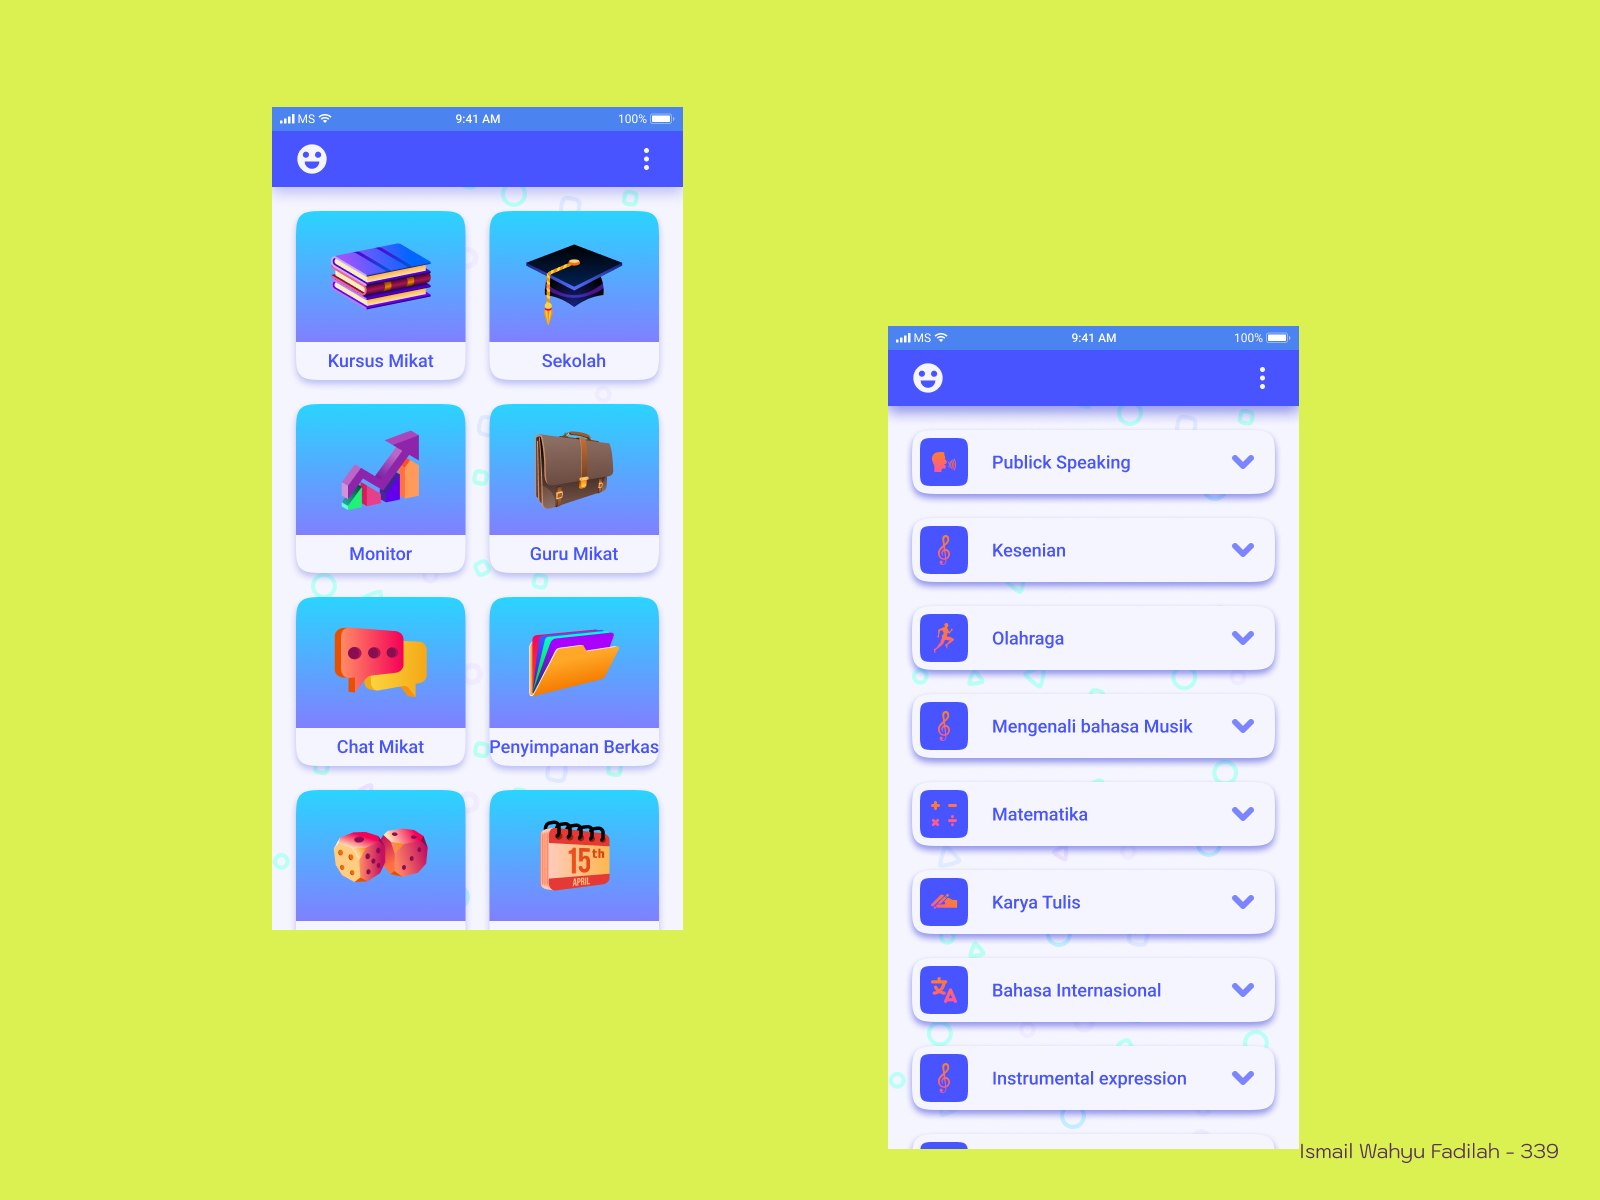 MS 9:41 AM 100%
Kursus Mikat
Sekolah
Monitor
Guru Mikat
Chat Mikat
Penyimpanan Berkas
15th
APRIL
MS 9:41 AM 100%
Publick Speaking
Kesenian
Olahraga
Mengenali bahasa Musik
Matematika
Karya Tulis
Bahasa Internasional
Instrumental expression
Ismail Wahyu Fadilah - 339